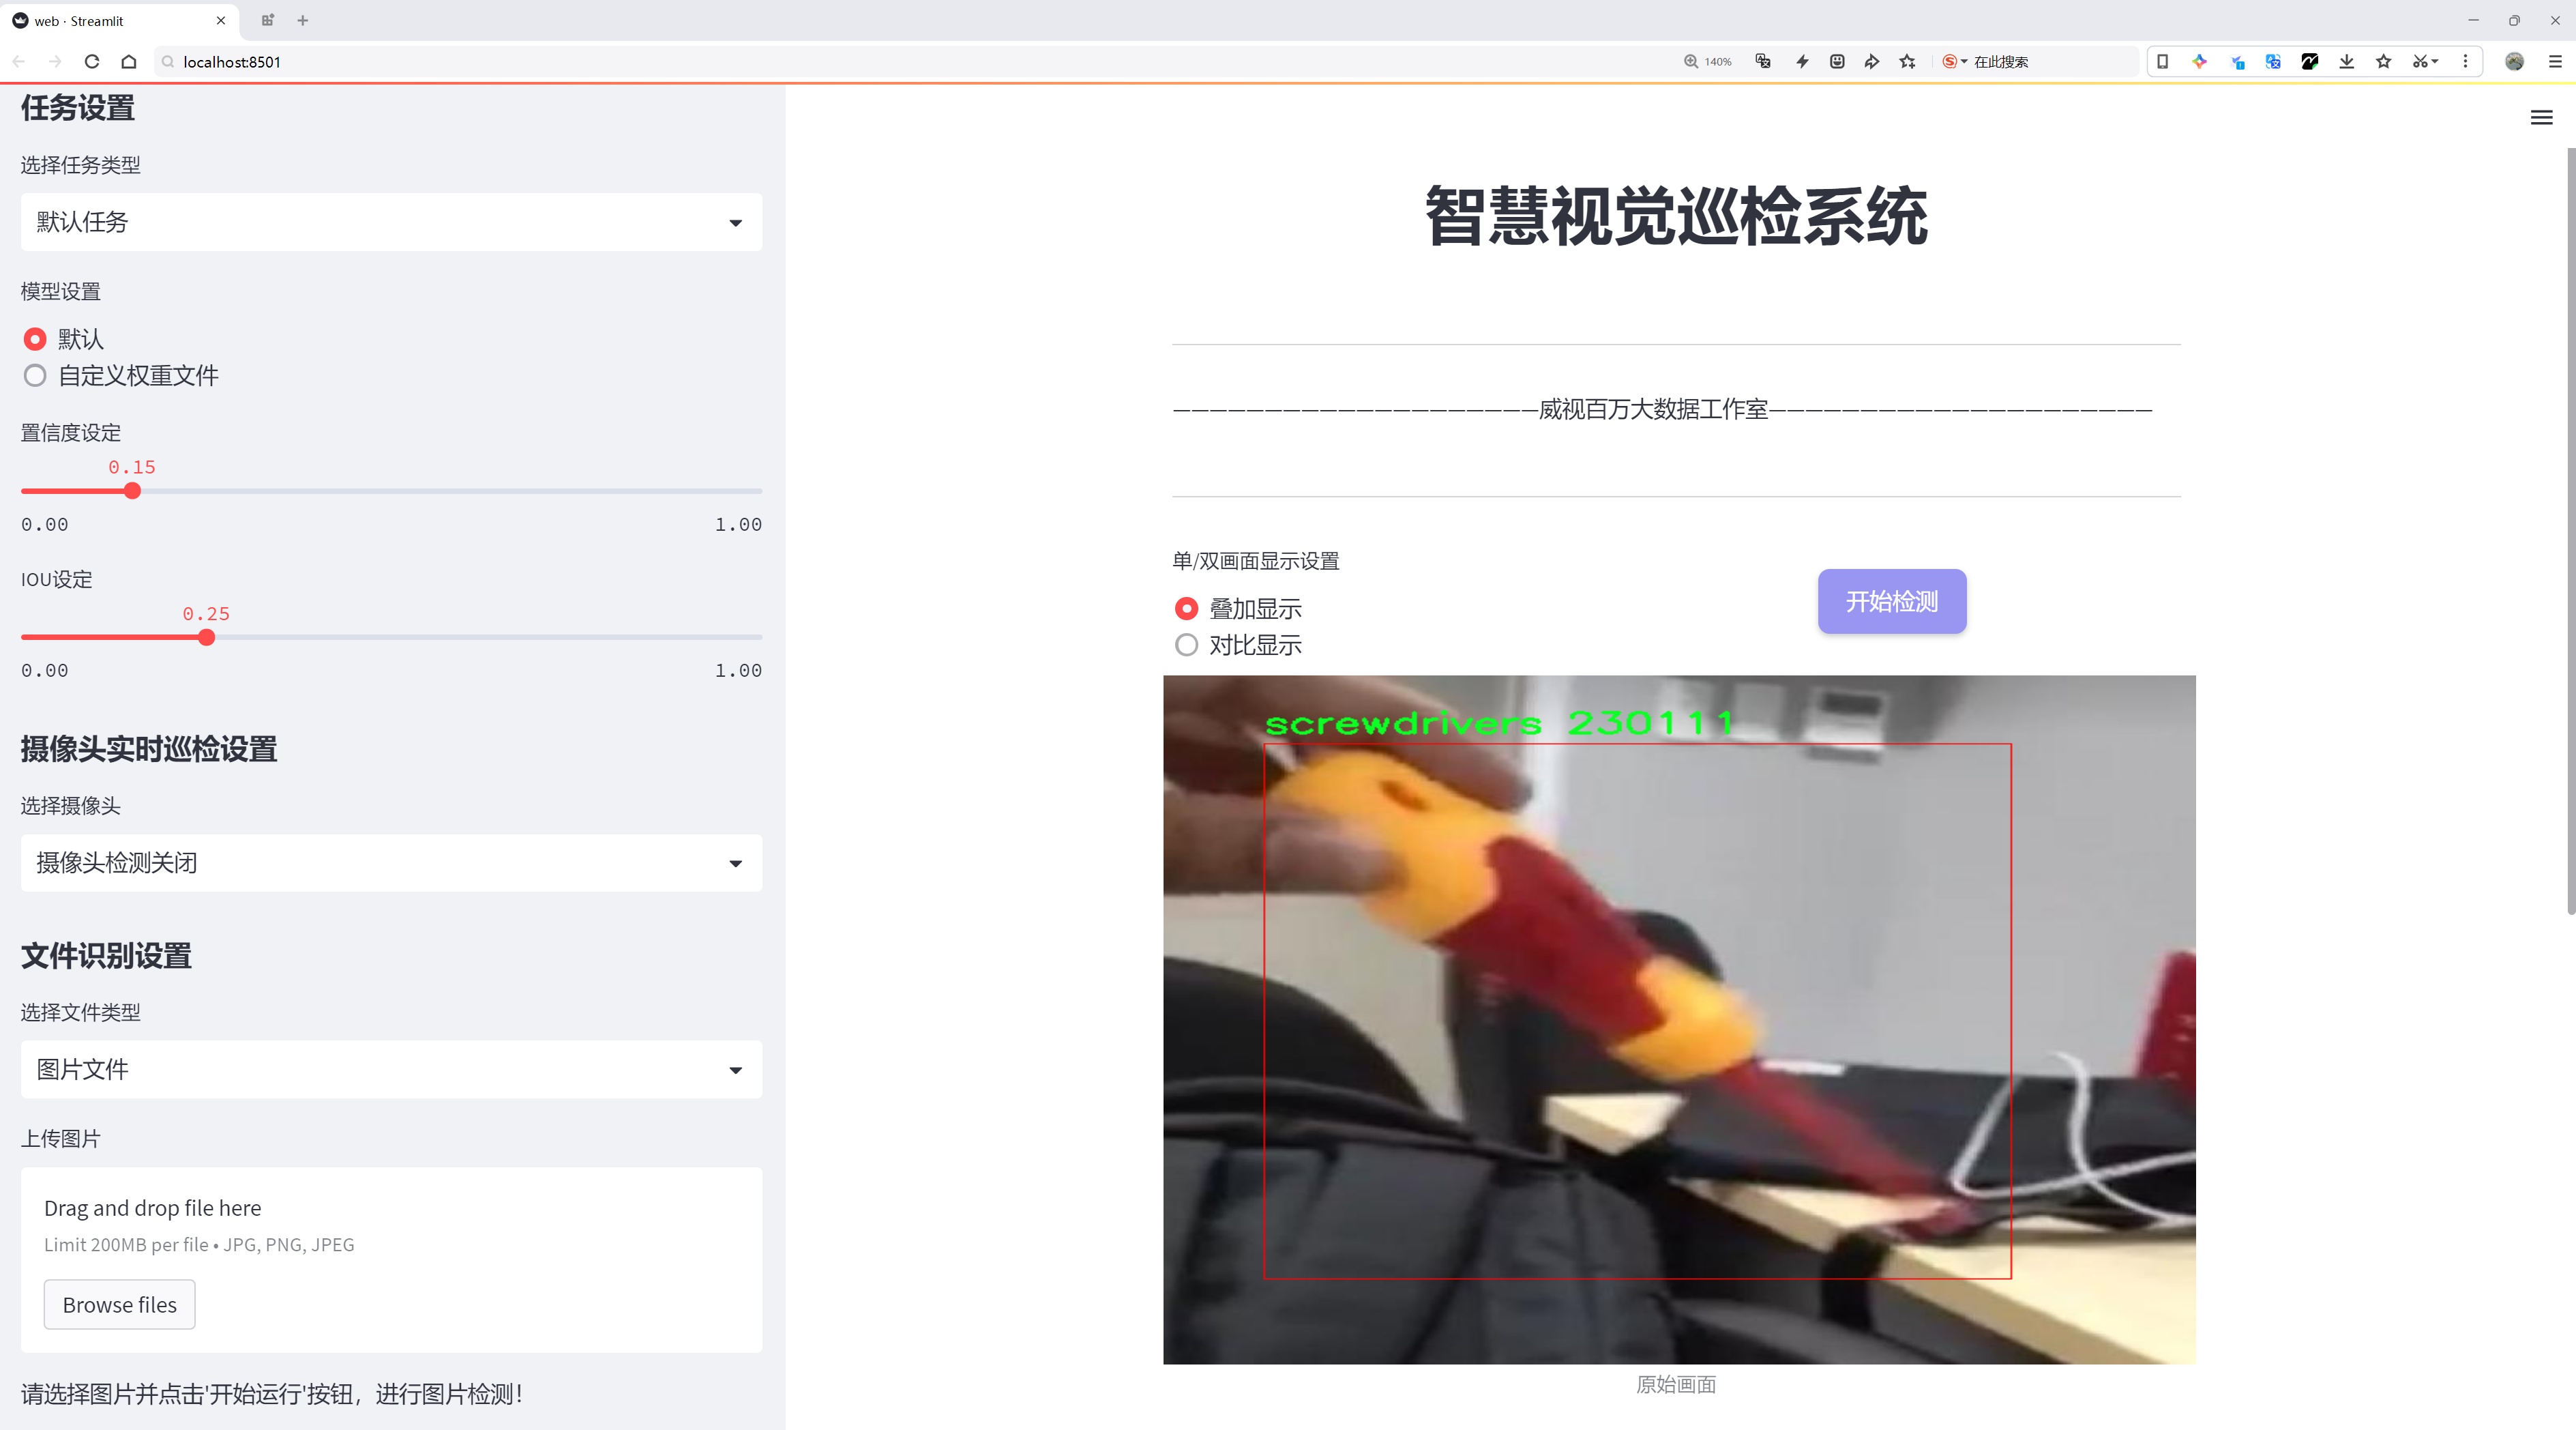 web · Streamlit
localhost:8501
140%
在此搜索
任务设置
选择任务类型
默认任务
模型设置
默认
自定义权重文件
置信度设定
0.15
0.00
1.00
IOU设定
0.25
0.00
1.00
摄像头实时巡检设置
选择摄像头
摄像头检测关闭
文件识别设置
选择文件类型
图片文件
上传图片
Drag and drop file here
Limit 200MB per file • JPG, PNG, JPEG
Browse files
请选择图片并点击'开始运行'按钮，进行图片检测！
智慧视觉巡检系统
————————————————————威视百万大数据工作室—————————————————————
单/双画面显示设置
叠加显示
对比显示
开始检测
screwdrivers 230111
原始画面